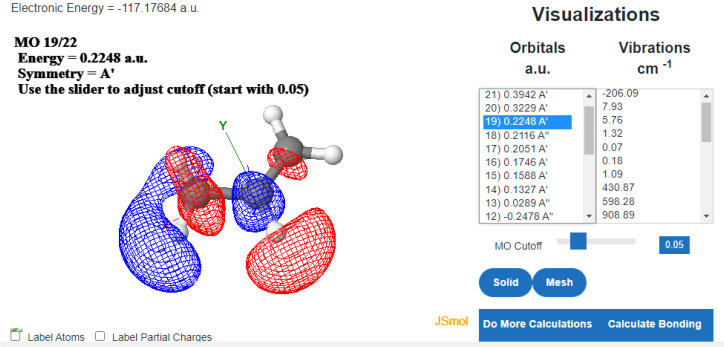 Electronic Energy = -117.17684 a.u.
MO 19/22
Energy = 0.2248 a.u.
Symmetry = A'
Use the slider to adjust cutoff (start with 0.05)
Y
Label Atoms
Label Partial Charges
JSmol
Visualizations
Orbitals
a.u.
21) 0.3942 A'
20) 0.3229 A'
19) 0.2248 A'
18) 0.2116 A"
17) 0.2051 A'
16) 0.1746 A'
15) 0.1588 A'
14) 0.1327 A'
13) 0.0289 A"
12) -0.2478 A"
Vibrations
cm -1
-206.09
7.93
5.76
1.32
0.07
0.18
1.09
430.87
598.28
908.89
MO Cutoff
0.05
Solid
Mesh
Do More Calculations
Calculate Bonding